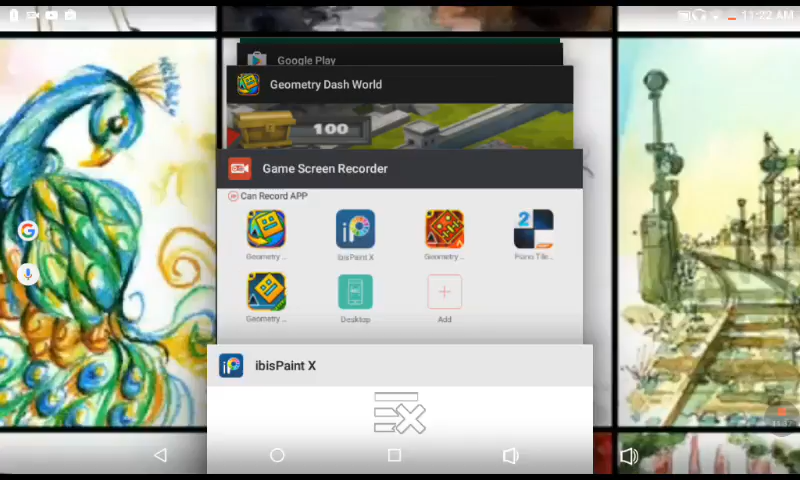 11:22 AM
Google Play
Geometry Dash World
100
Game Screen Recorder
Can Record APP
Geometry ..
ibisPaint X
Geometry ..
Piano Tile..
Geometry ..
Desktop
Add
ibisPaint X